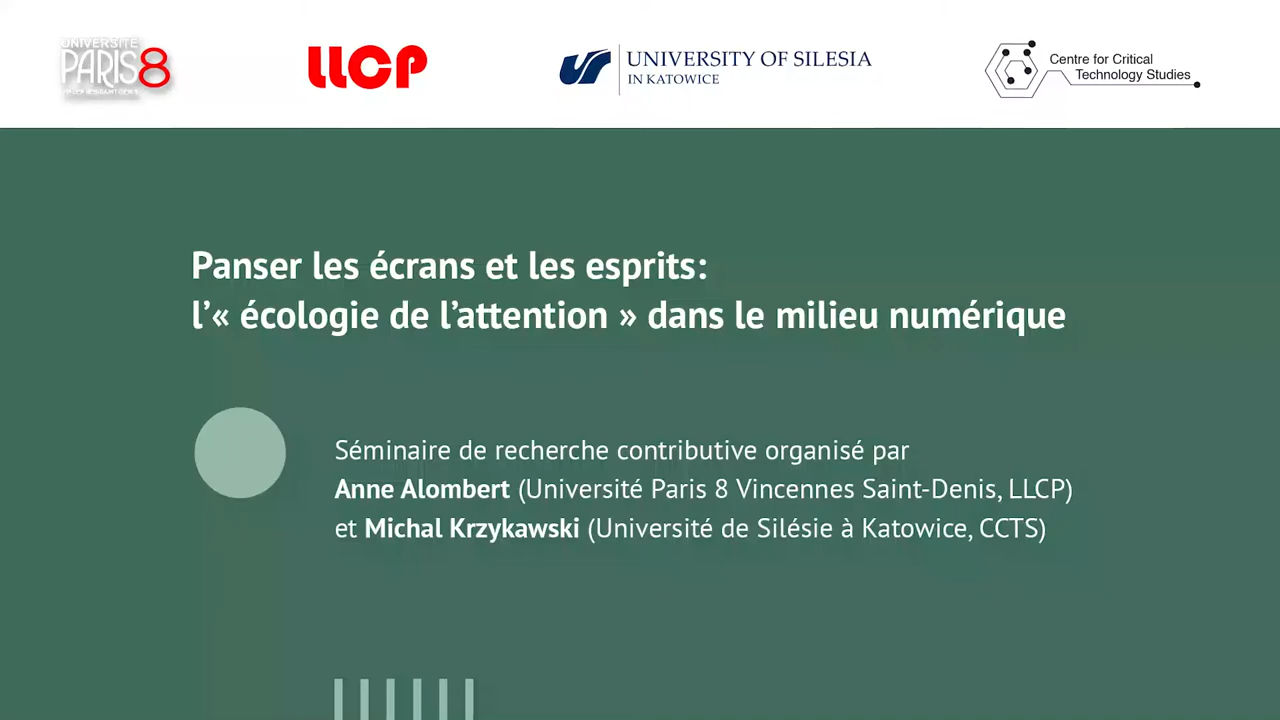 UNIVERSITÉ
PARIS 8
LLCP
UNIVERSITY OF SILESIA
IN KATOWICE
Centre for Critical
Technology Studies
Panser les écrans et les esprits:
l’« écologie de l’attention » dans le milieu numérique
Séminaire de recherche contributive organisé par
Anne Alombert (Université Paris 8 Vincennes Saint-Denis, LLCP)
et Michal Krzykawski (Université de Silésie à Katowice, CCTS)